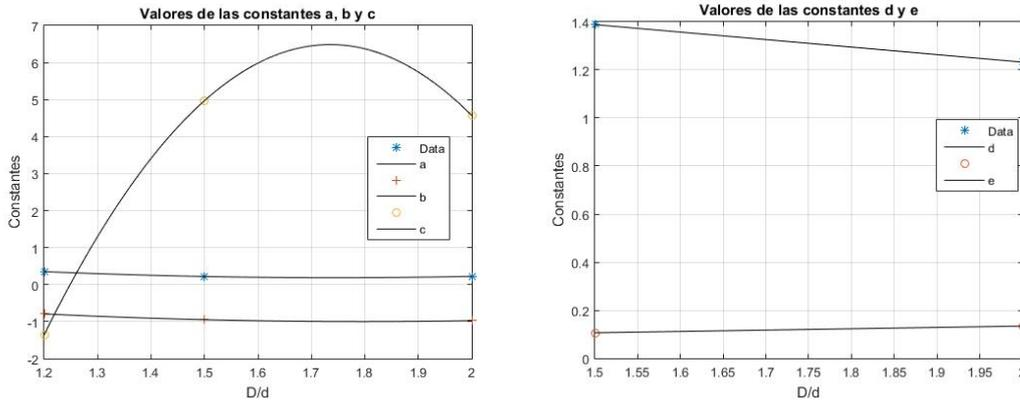 Valores de las constantes a, b y c
Constantes
7
6
5
4
3
2
1
0
-1
-2
1.2
1.3
1.4
1.5
1.6
1.7
1.8
1.9
2
D/d
Data
a
b
c
Valores de las constantes d y e
Constantes
1.4
1.2
1
0.8
0.6
0.4
0.2
0
1.5
1.55
1.6
1.65
1.7
1.75
1.8
1.85
1.9
1.95
D/d
Data
d
e